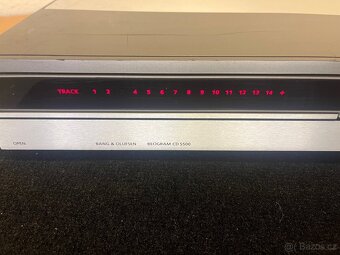 TRACK 1 2 4 5 6 7 8 9 10 11 12 13 14 +
OPEN BANG & OLUFSEN BEOGRAM CD 5500
Bazos.cz